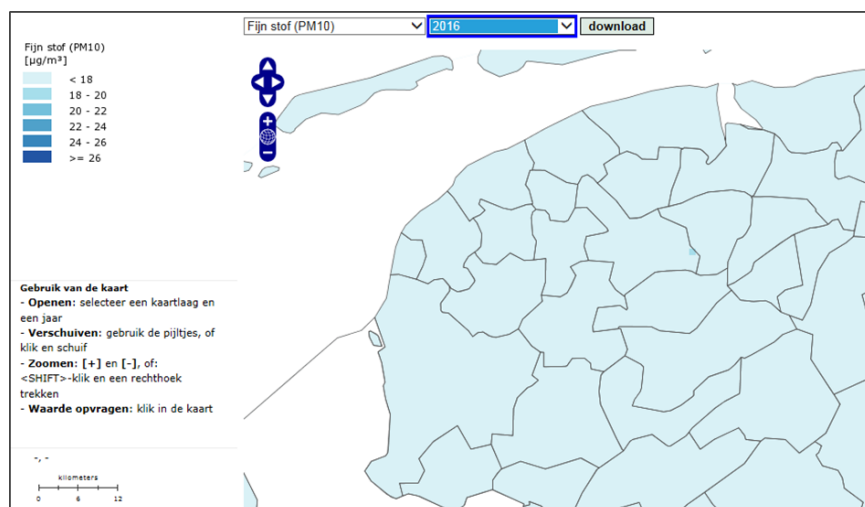 Fijn stof (PM10) 2016 download
Fijn stof (PM10)
[µg/m³]
< 18
18 - 20
20 - 22
22 - 24
24 - 26
>= 26
Gebruik van de kaart
- Openen: selecteer een kaartlaag en
een jaar
- Verschuiven: gebruik de pijltjes, of
klik en schuif
- Zoomen: [+] en [-], of:
<SHIFT>-klik en een rechthoek
trekken
- Waarde opvragen: klik in de kaart
-, -
kilometers
0 6 12